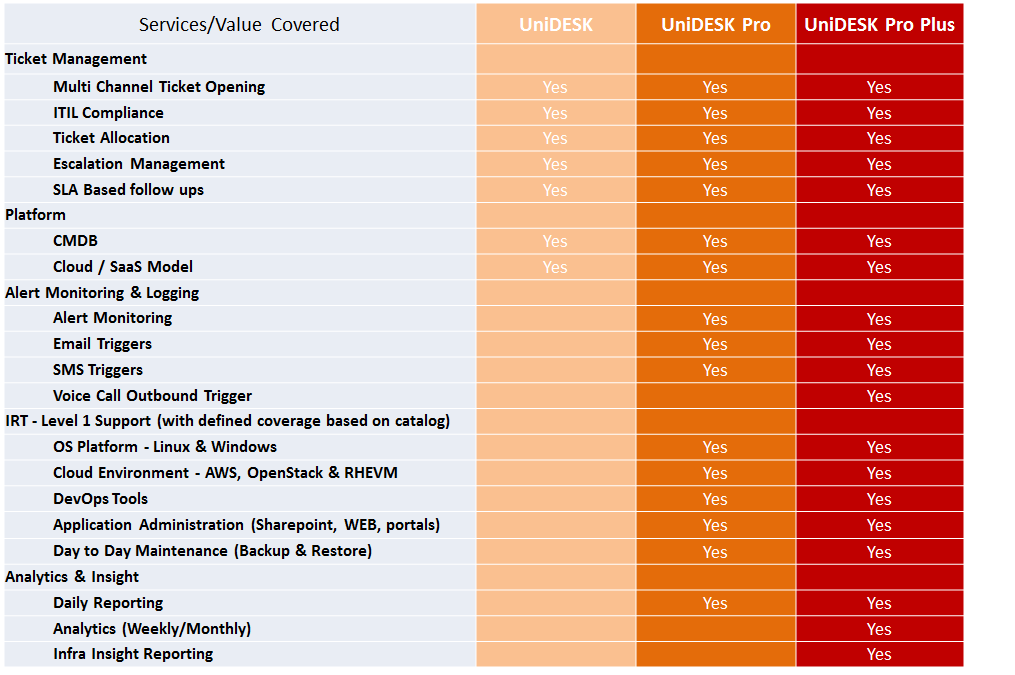 Services/Value Covered UniDESK UniDESK Pro UniDESK Pro Plus
Ticket Management
Multi Channel Ticket Opening Yes Yes Yes
ITIL Compliance Yes Yes Yes
Ticket Allocation Yes Yes Yes
Escalation Management Yes Yes Yes
SLA Based follow ups Yes Yes Yes
Platform
CMDB Yes Yes Yes
Cloud / SaaS Model Yes Yes Yes
Alert Monitoring & Logging
Alert Monitoring Yes Yes
Email Triggers Yes Yes
SMS Triggers Yes Yes
Voice Call Outbound Trigger Yes
IRT - Level 1 Support (with defined coverage based on catalog)
OS Platform - Linux & Windows Yes Yes
Cloud Environment - AWS, OpenStack & RHEVM Yes Yes
DevOps Tools Yes Yes
Application Administration (Sharepoint, WEB, portals) Yes Yes
Day to Day Maintenance (Backup & Restore) Yes Yes
Analytics & Insight
Daily Reporting Yes Yes
Analytics (Weekly/Monthly) Yes
Infra Insight Reporting Yes